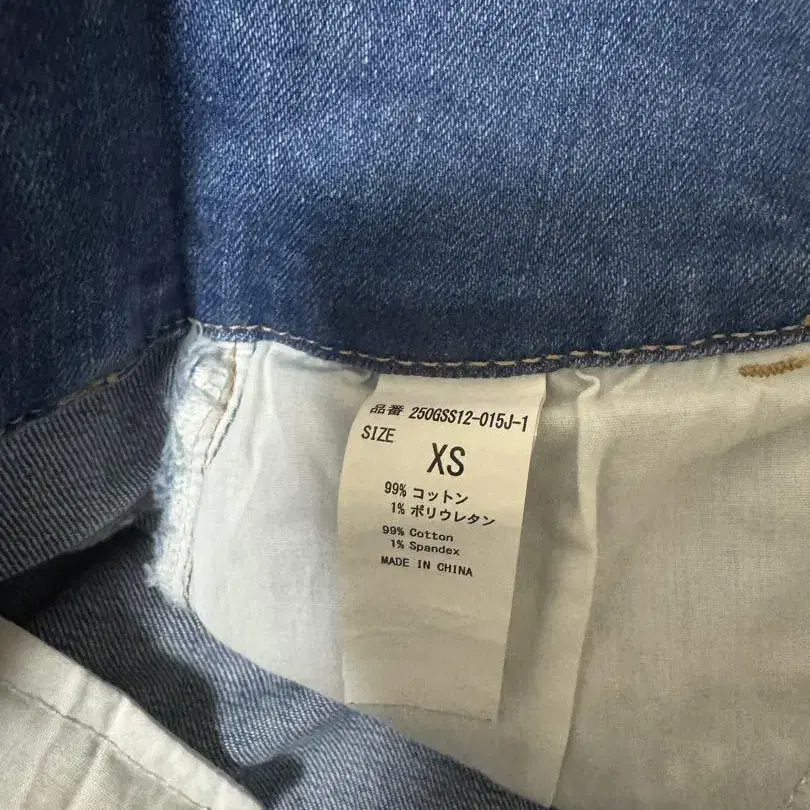 品番 250GSS12-015J-1
SIZE
XS
99% コットン
1% ポリウレタン
99% Cotton
1% Spandex
MADE IN CHINA